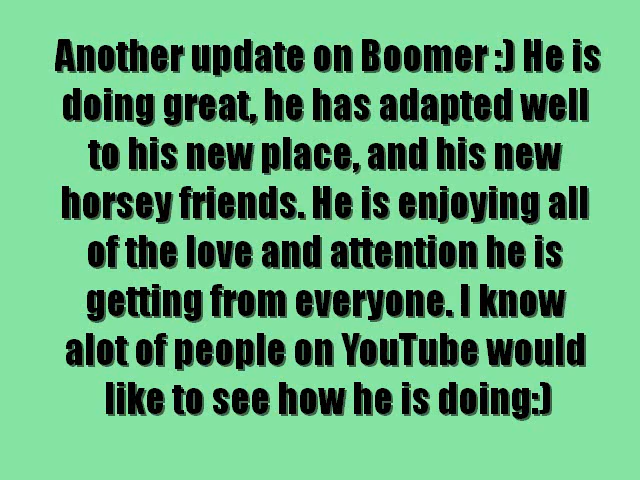 Another update on Boomer :) He is
doing great, he has adapted well
to his new place, and his new
horsey friends. He is enjoying all
of the love and attention he is
getting from everyone. I know
alot of people on YouTube would
like to see how he is doing:)